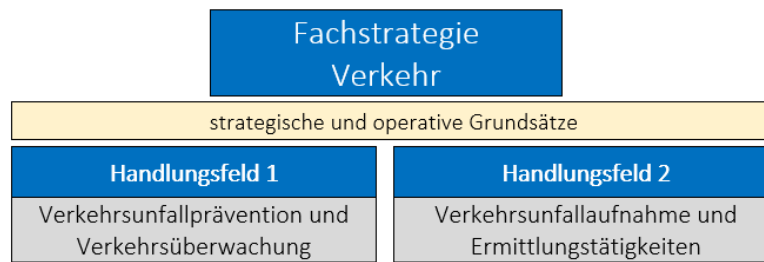 Fachstrategie
Verkehr
strategische und operative Grundsätze
Handlungsfeld 1
Verkehrsunfallprävention und
Verkehrsüberwachung
Handlungsfeld 2
Verkehrsunfallaufnahme und
Ermittlungstätigkeiten